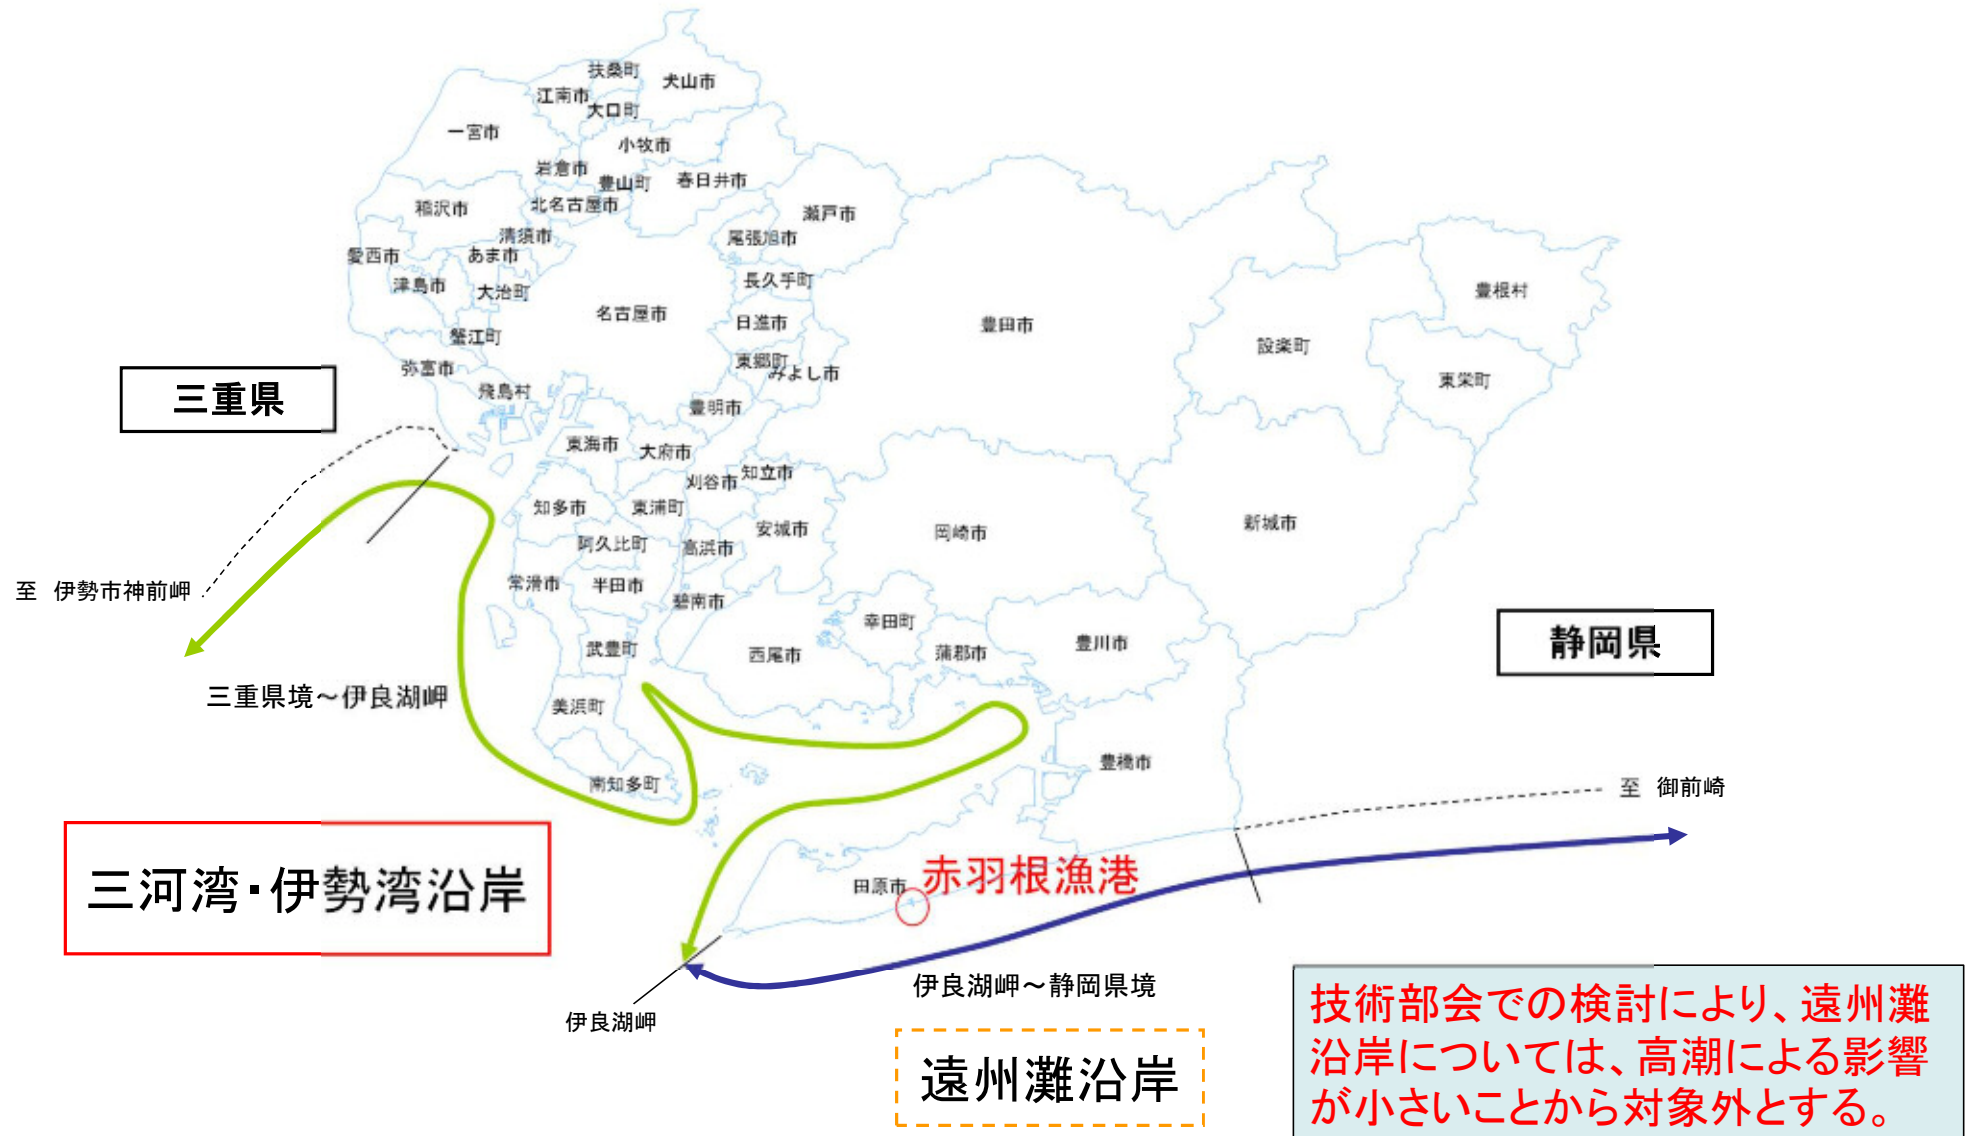 扶桑町
犬山市
江南市
大口町
一宮市
小牧市
岩倉市
豊山町
春日井市
稲沢市
北名古屋市
瀬戸市
清須市
尾張旭市
愛西市
あま市
津島市
大治町
長久手町
豊根村
名古屋市
日進市
豊田市
蟹江町
設楽町
弥富市
東郷町
みよし市
東栄町
飛島村
三重県
豊明市
東海市
大府市
刈谷市
知立市
知多市
東浦町
安城市
岡崎市
新城市
阿久比町
高浜市
常滑市
半田市
碧南市
至 伊勢市神前岬
幸田町
武豊町
西尾市
蒲郡市
豊川市
静岡県
三重県境～伊良湖岬
美浜町
豊橋市
南知多町
至 御前崎
三河湾・伊勢湾沿岸
田原市
赤羽根漁港
伊良湖岬～静岡県境
伊良湖岬
遠州灘沿岸
技術部会での検討により、遠州灘
沿岸については、高潮による影響
が小さいことから対象外とする。